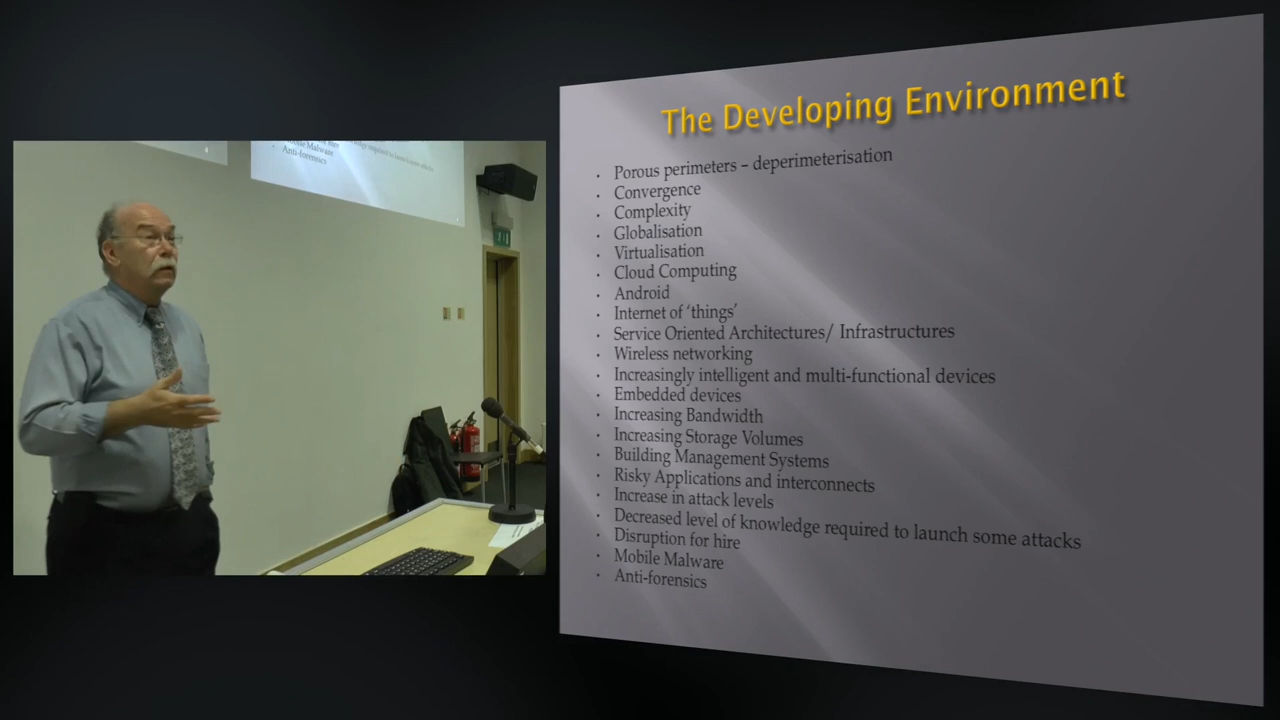 The Developing Environment
Porous perimeters – deperimeterisation
Convergence
Complexity
Globalisation
Virtualisation
Cloud Computing
Android
Internet of ‘things’
Service Oriented Architectures/ Infrastructures
Wireless networking
Increasingly intelligent and multi-functional devices
Embedded devices
Increasing Bandwidth
Increasing Storage Volumes
Building Management Systems
Risky Applications and interconnects
Increase in attack levels
Decreased level of knowledge required to launch some attacks
Disruption for hire
Mobile Malware
Anti-forensics
Mobile Malware
Anti-forensics